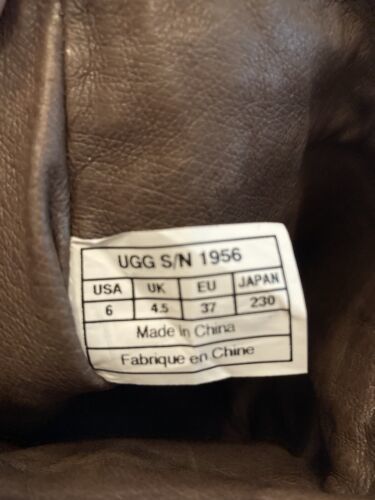 UGG S/N 1956
USA UK EU JAPAN
6 4.5 37 230
Made in China
Fabrique en Chine